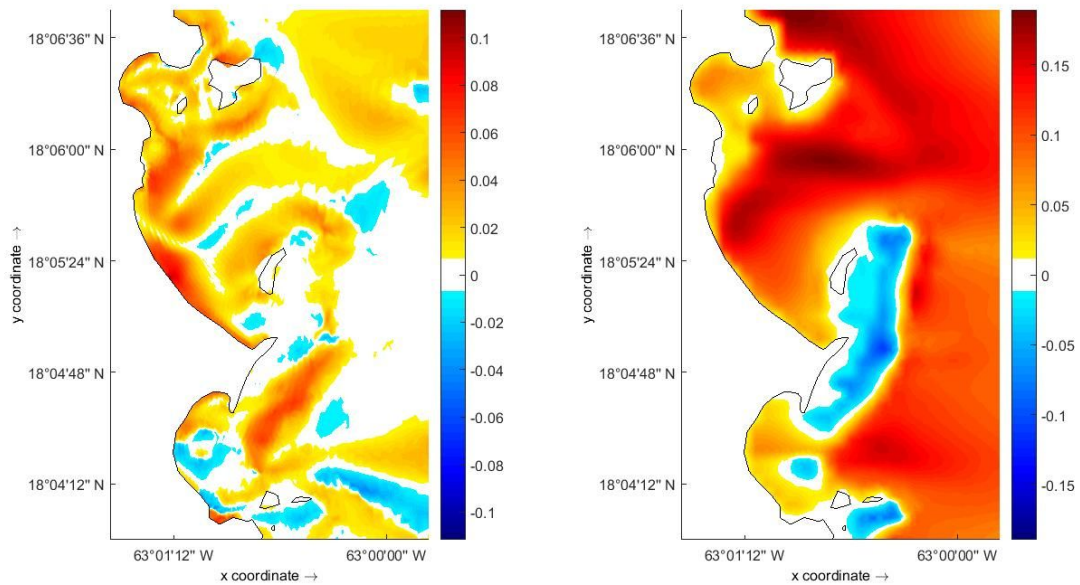 18°06'36" N
18°06'00" N
18°05'24" N
18°04'48" N
18°04'12" N
y coordinate →
63°01'12" W
63°00'00" W
x coordinate →
0.1
0.08
0.06
0.04
0.02
0
-0.02
-0.04
-0.06
-0.08
-0.1
18°06'36" N
18°06'00" N
18°05'24" N
18°04'48" N
18°04'12" N
y coordinate →
63°01'12" W
63°00'00" W
x coordinate →
0.15
0.1
0.05
0
-0.05
-0.1
-0.15